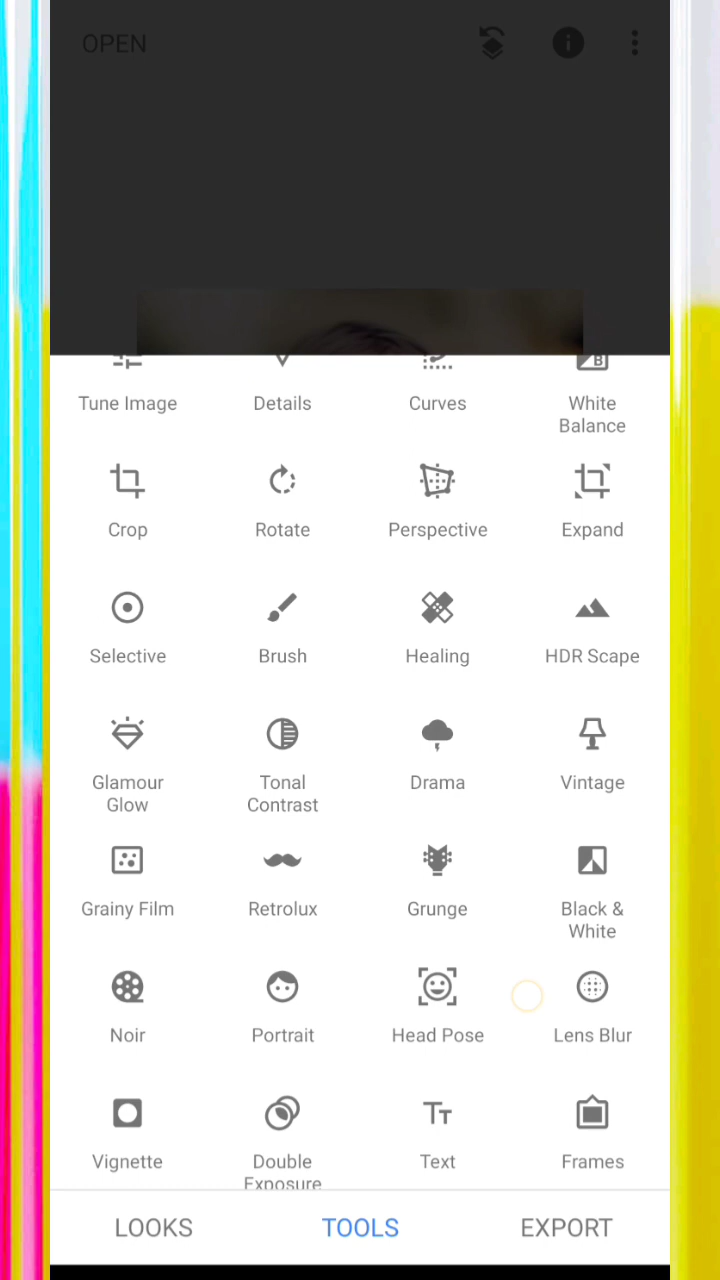 OPEN
Tune Image
Details
Curves
White
Balance
Crop
Rotate
Perspective
Expand
Selective
Brush
Healing
HDR Scape
Glamour
Glow
Tonal
Contrast
Drama
Vintage
Grainy Film
Retrolux
Grunge
Black &
White
Noir
Portrait
Head Pose
Lens Blur
Vignette
Double
Exposure
Text
Frames
LOOKS
TOOLS
EXPORT